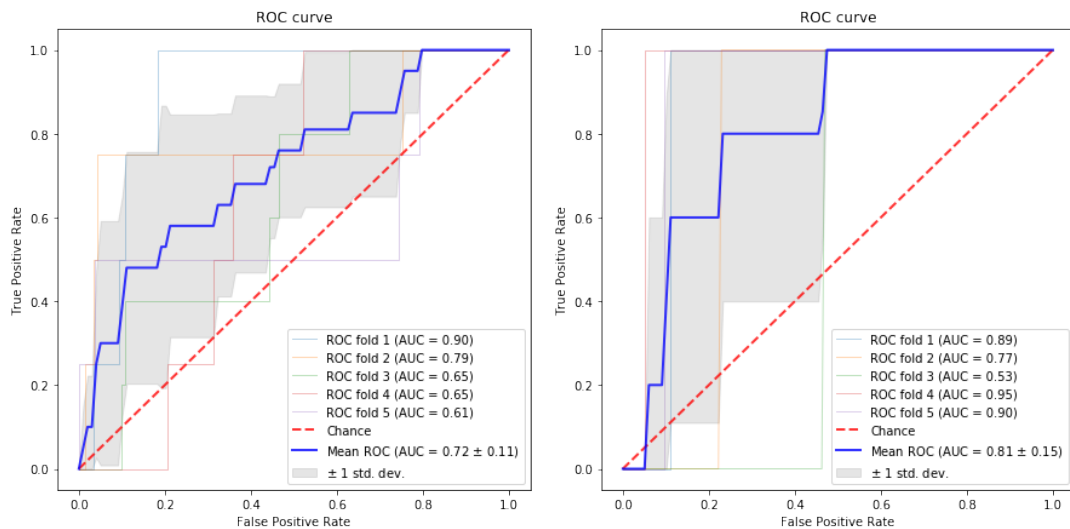 ROC curve
True Positive Rate
1.0
0.8
0.6
0.4
0.2
0.0
ROC fold 1 (AUC = 0.90)
ROC fold 2 (AUC = 0.79)
ROC fold 3 (AUC = 0.65)
ROC fold 4 (AUC = 0.65)
ROC fold 5 (AUC = 0.61)
Chance
Mean ROC (AUC = 0.72 ± 0.11)
± 1 std. dev.
0.0 0.2 0.4 0.6 0.8 1.0
False Positive Rate
ROC curve
True Positive Rate
1.0
0.8
0.6
0.4
0.2
0.0
ROC fold 1 (AUC = 0.89)
ROC fold 2 (AUC = 0.77)
ROC fold 3 (AUC = 0.53)
ROC fold 4 (AUC = 0.95)
ROC fold 5 (AUC = 0.90)
Chance
Mean ROC (AUC = 0.81 ± 0.15)
± 1 std. dev.
0.0 0.2 0.4 0.6 0.8 1.0
False Positive Rate